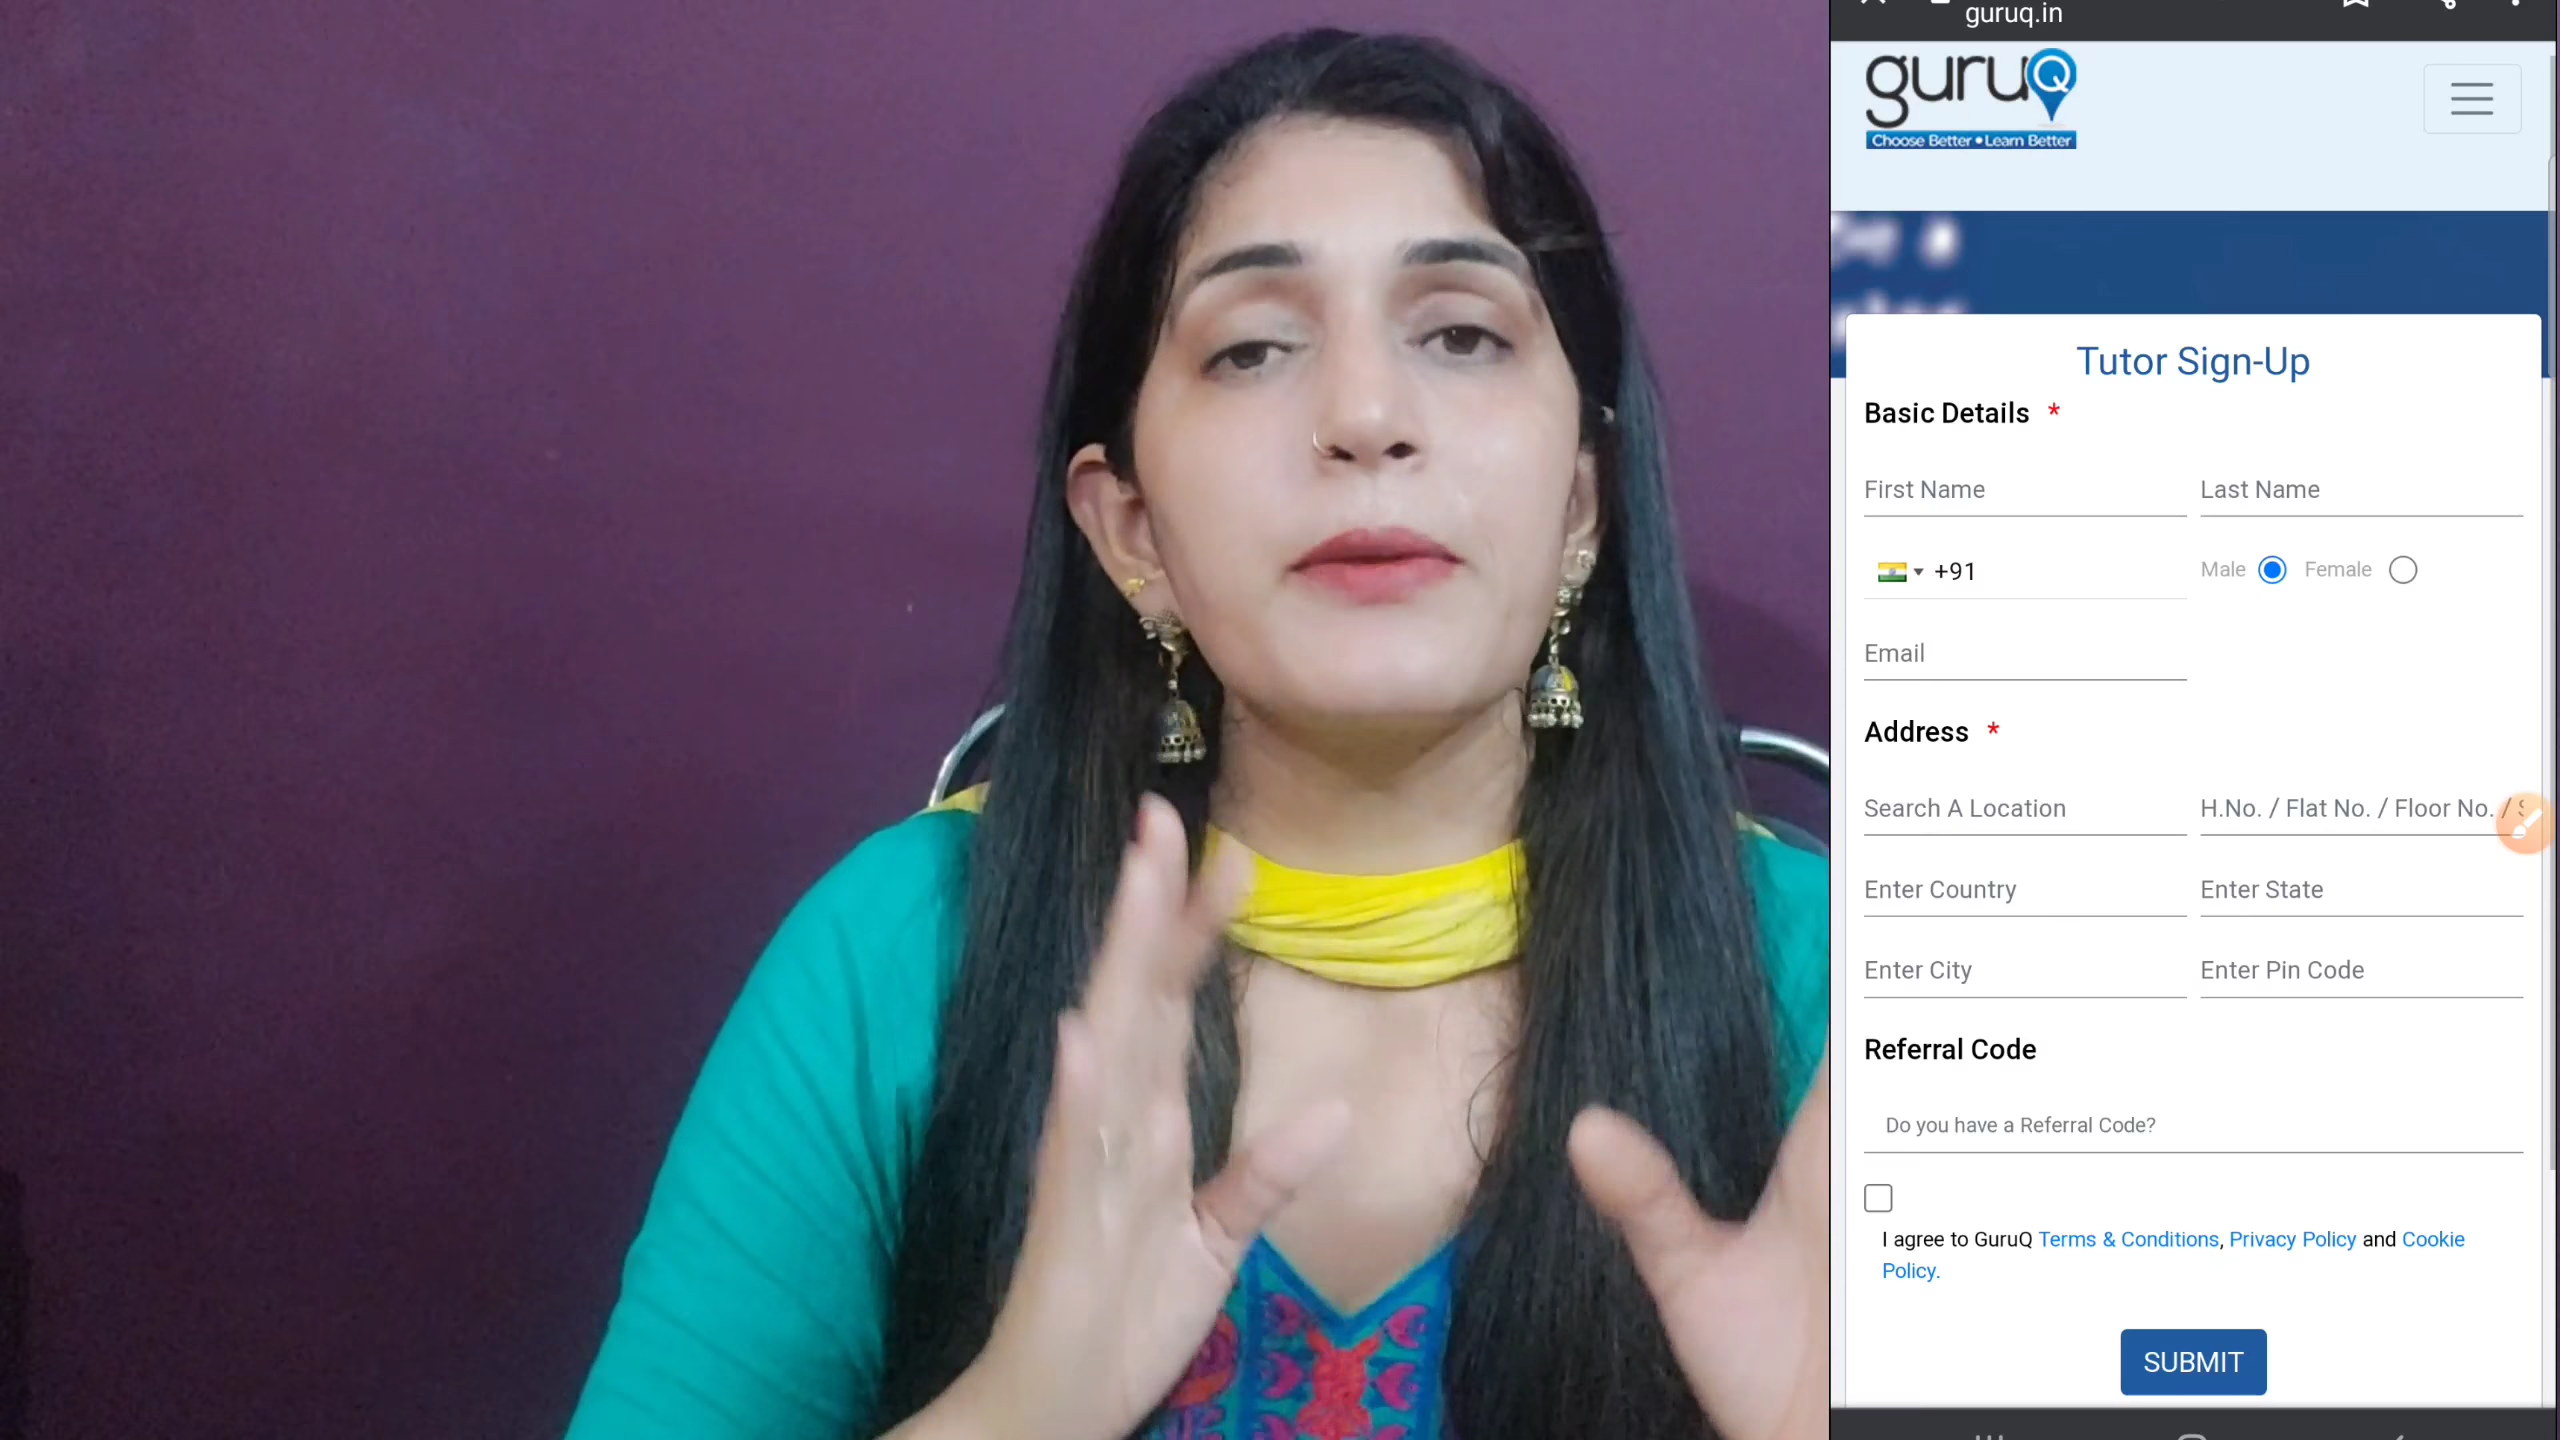 guruq.in
guruQ
Choose Better • Learn Better
be a
Tutor Sign-Up
Basic Details *
First Name
Last Name
+91
Male
Female
Email
Address *
Search A Location
H.No. / Flat No. / Floor No. /
Enter Country
Enter State
Enter City
Enter Pin Code
Referral Code
Do you have a Referral Code?
I agree to GuruQ Terms & Conditions, Privacy Policy and Cookie
Policy.
SUBMIT